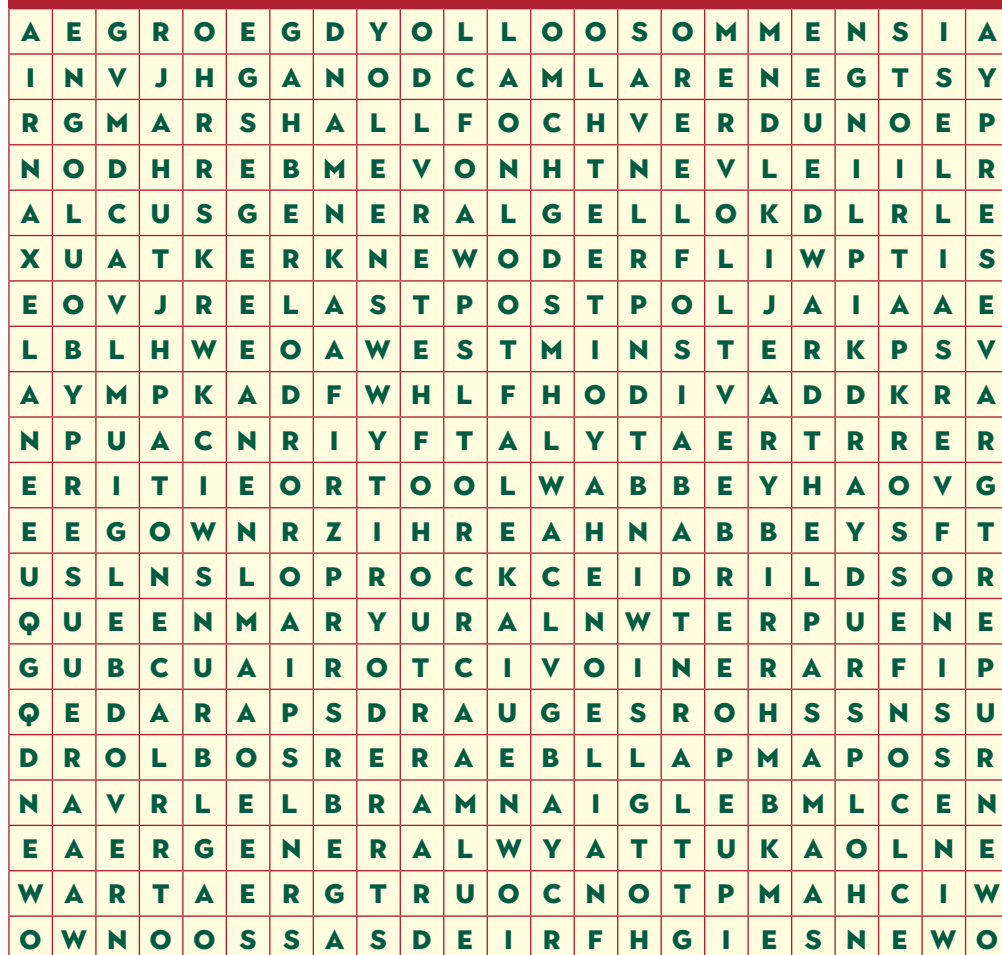 A E G R O E G D Y O L L O O S O M M E N S I A
I N V J H G A N O D C A M L A R E N E G T S Y
R G M A R S H A L L F O C H V E R D U N O E P
N O D H R E B M E V O N H T N E V L E I I L R
A L C U S G E N E R A L G E L L O K D L R L E
X U A T K E R K N E W O D E R F L I W P T I S
E O V J R E L A S T P O S T P O L J A I A A E
L B L H W E O A W E S T M I N S T E R K P S V
A Y M P K A D F W H L F H O D I V A D D K R A
N P U A C N R I Y F T A L Y T A E R T R R E R
E R I T I E O R T O O L W A B B E Y H A O V G
E E G O W N R Z I H R E A H N A B B E Y S F T
U S L N S L O P R O C K C E I D R I L D S O R
Q U E E N M A R Y U R A L N W T E R P U E N E
G U B C U A I R O T C I V O I N E R A R F I P
Q E D A R A P S D R A U G E S R O H S S N S U
D R O L B O S R E R A E B L L A P M A P O S R
N A V R L E L B R A M N A I G L E B M L C E N
E A E R G E N E R A L W Y A T T U K A O L N E
W A R T A E R G T R U O C N O T P M A H C I W
O W N O O S S A S D E I R F H G I E S N E W O